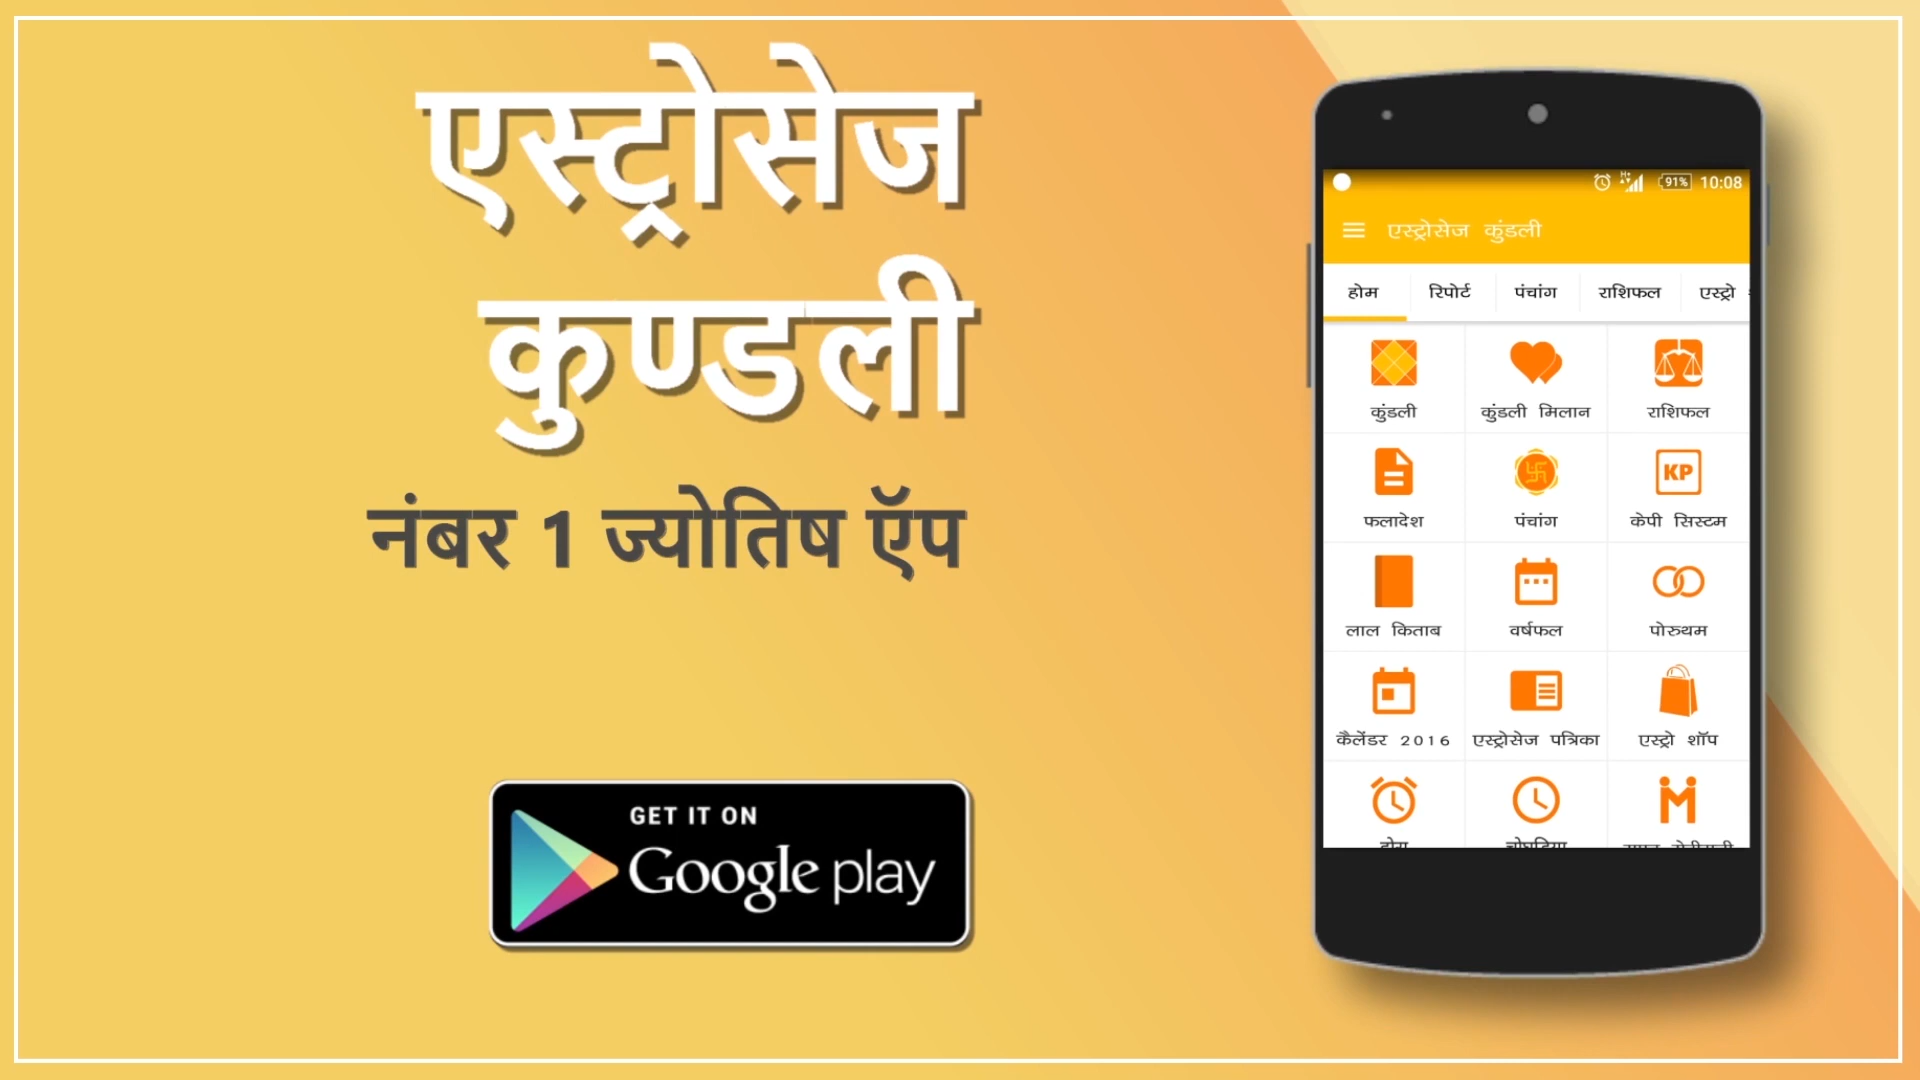 एस्ट्रोसेज
कुण्डली
नंबर 1 ज्योतिष ऍप
GET IT ON
Google play
91% 10:08
एस्ट्रोसेज कुंडली
होम रिपोर्ट पंचांग राशिफल एस्ट्रो
कुंडली कुंडली मिलान राशिफल
KP
फलादेश पंचांग केपी सिस्टम
लाल किताब वर्षफल पोरुथम
कैलेंडर 2016 एस्ट्रोसेज पत्रिका एस्ट्रो शॉप